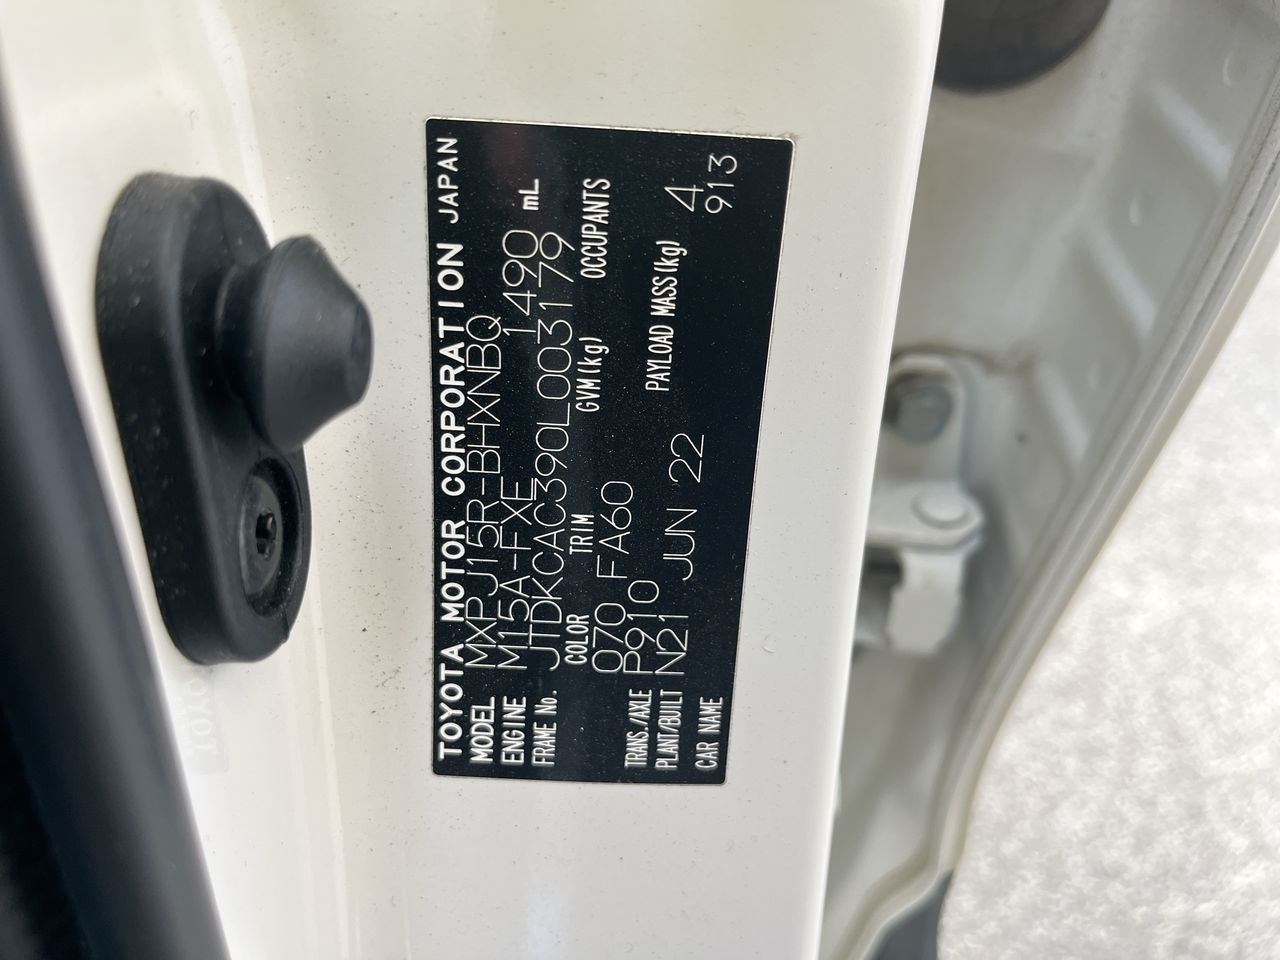 TOYOTA MOTOR CORPORATION JAPAN
MODEL MXPJ15R-BHXNBQ
ENGINE M15A-FXE 1490 mL
FRAME No. JTDKCAC390L003179
COLOR TRIM GVM(kg) OCCUPANTS
070 FA60 4
TRANS./AXLE P910 PAYLOAD MASS(kg) 913
PLANT/BUILT N21 JUN 22
CAR NAME